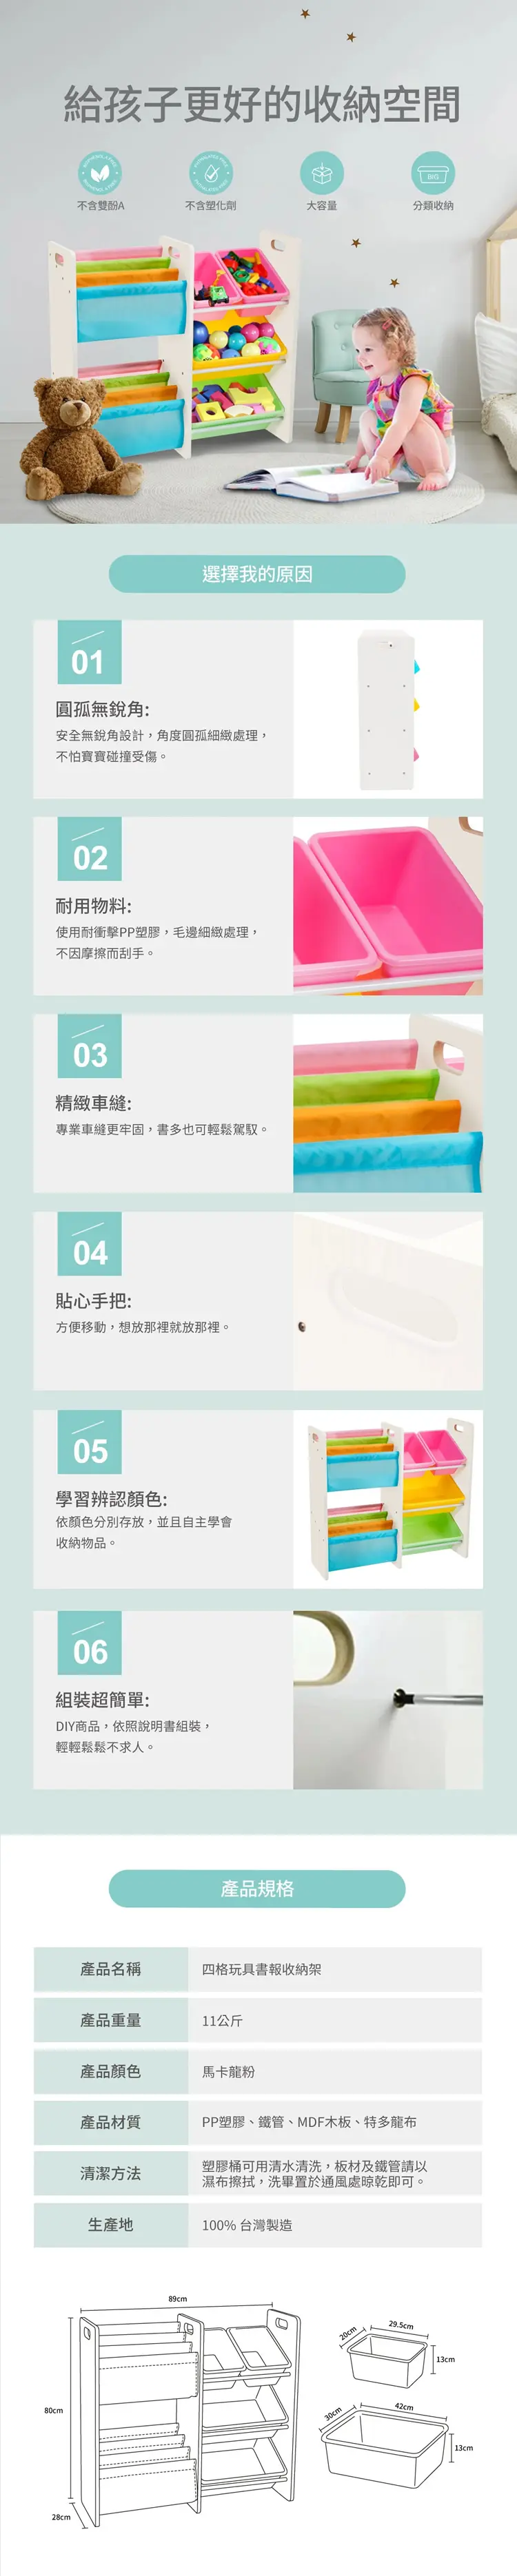 給孩子更好的收納空間
BIG
不含雙酚A
不含塑化劑
大容量
分類收納
選擇我的原因
01
圓孤無銳角:
安全無銳角設計，角度圓孤細緻處理，
不怕寶寶碰撞受傷。
02
耐用物料:
使用耐衝擊PP塑膠，毛邊細緻處理，
不因摩擦而刮手。
03
精緻車縫:
專業車縫更牢固，書多也可輕鬆駕馭。
04
貼心手把:
方便移動，想放那裡就放那裡。
05
學習辨認顏色:
依顏色分別存放，並且自主學會
收納物品。
06
組裝超簡單:
DIY商品，依照說明書組裝，
輕輕鬆鬆不求人。
產品規格
產品名稱
四格玩具書報收納架
產品重量
11公斤
產品顏色
馬卡龍粉
產品材質
PP塑膠、鐵管、MDF木板、特多龍布
清潔方法
塑膠桶可用清水清洗，板材及鐵管請以
濕布擦拭，洗畢置於通風處晾乾即可。
生產地
100% 台灣製造
89cm
80cm
28cm
20cm
29.5cm
13cm
30cm
42cm
13cm